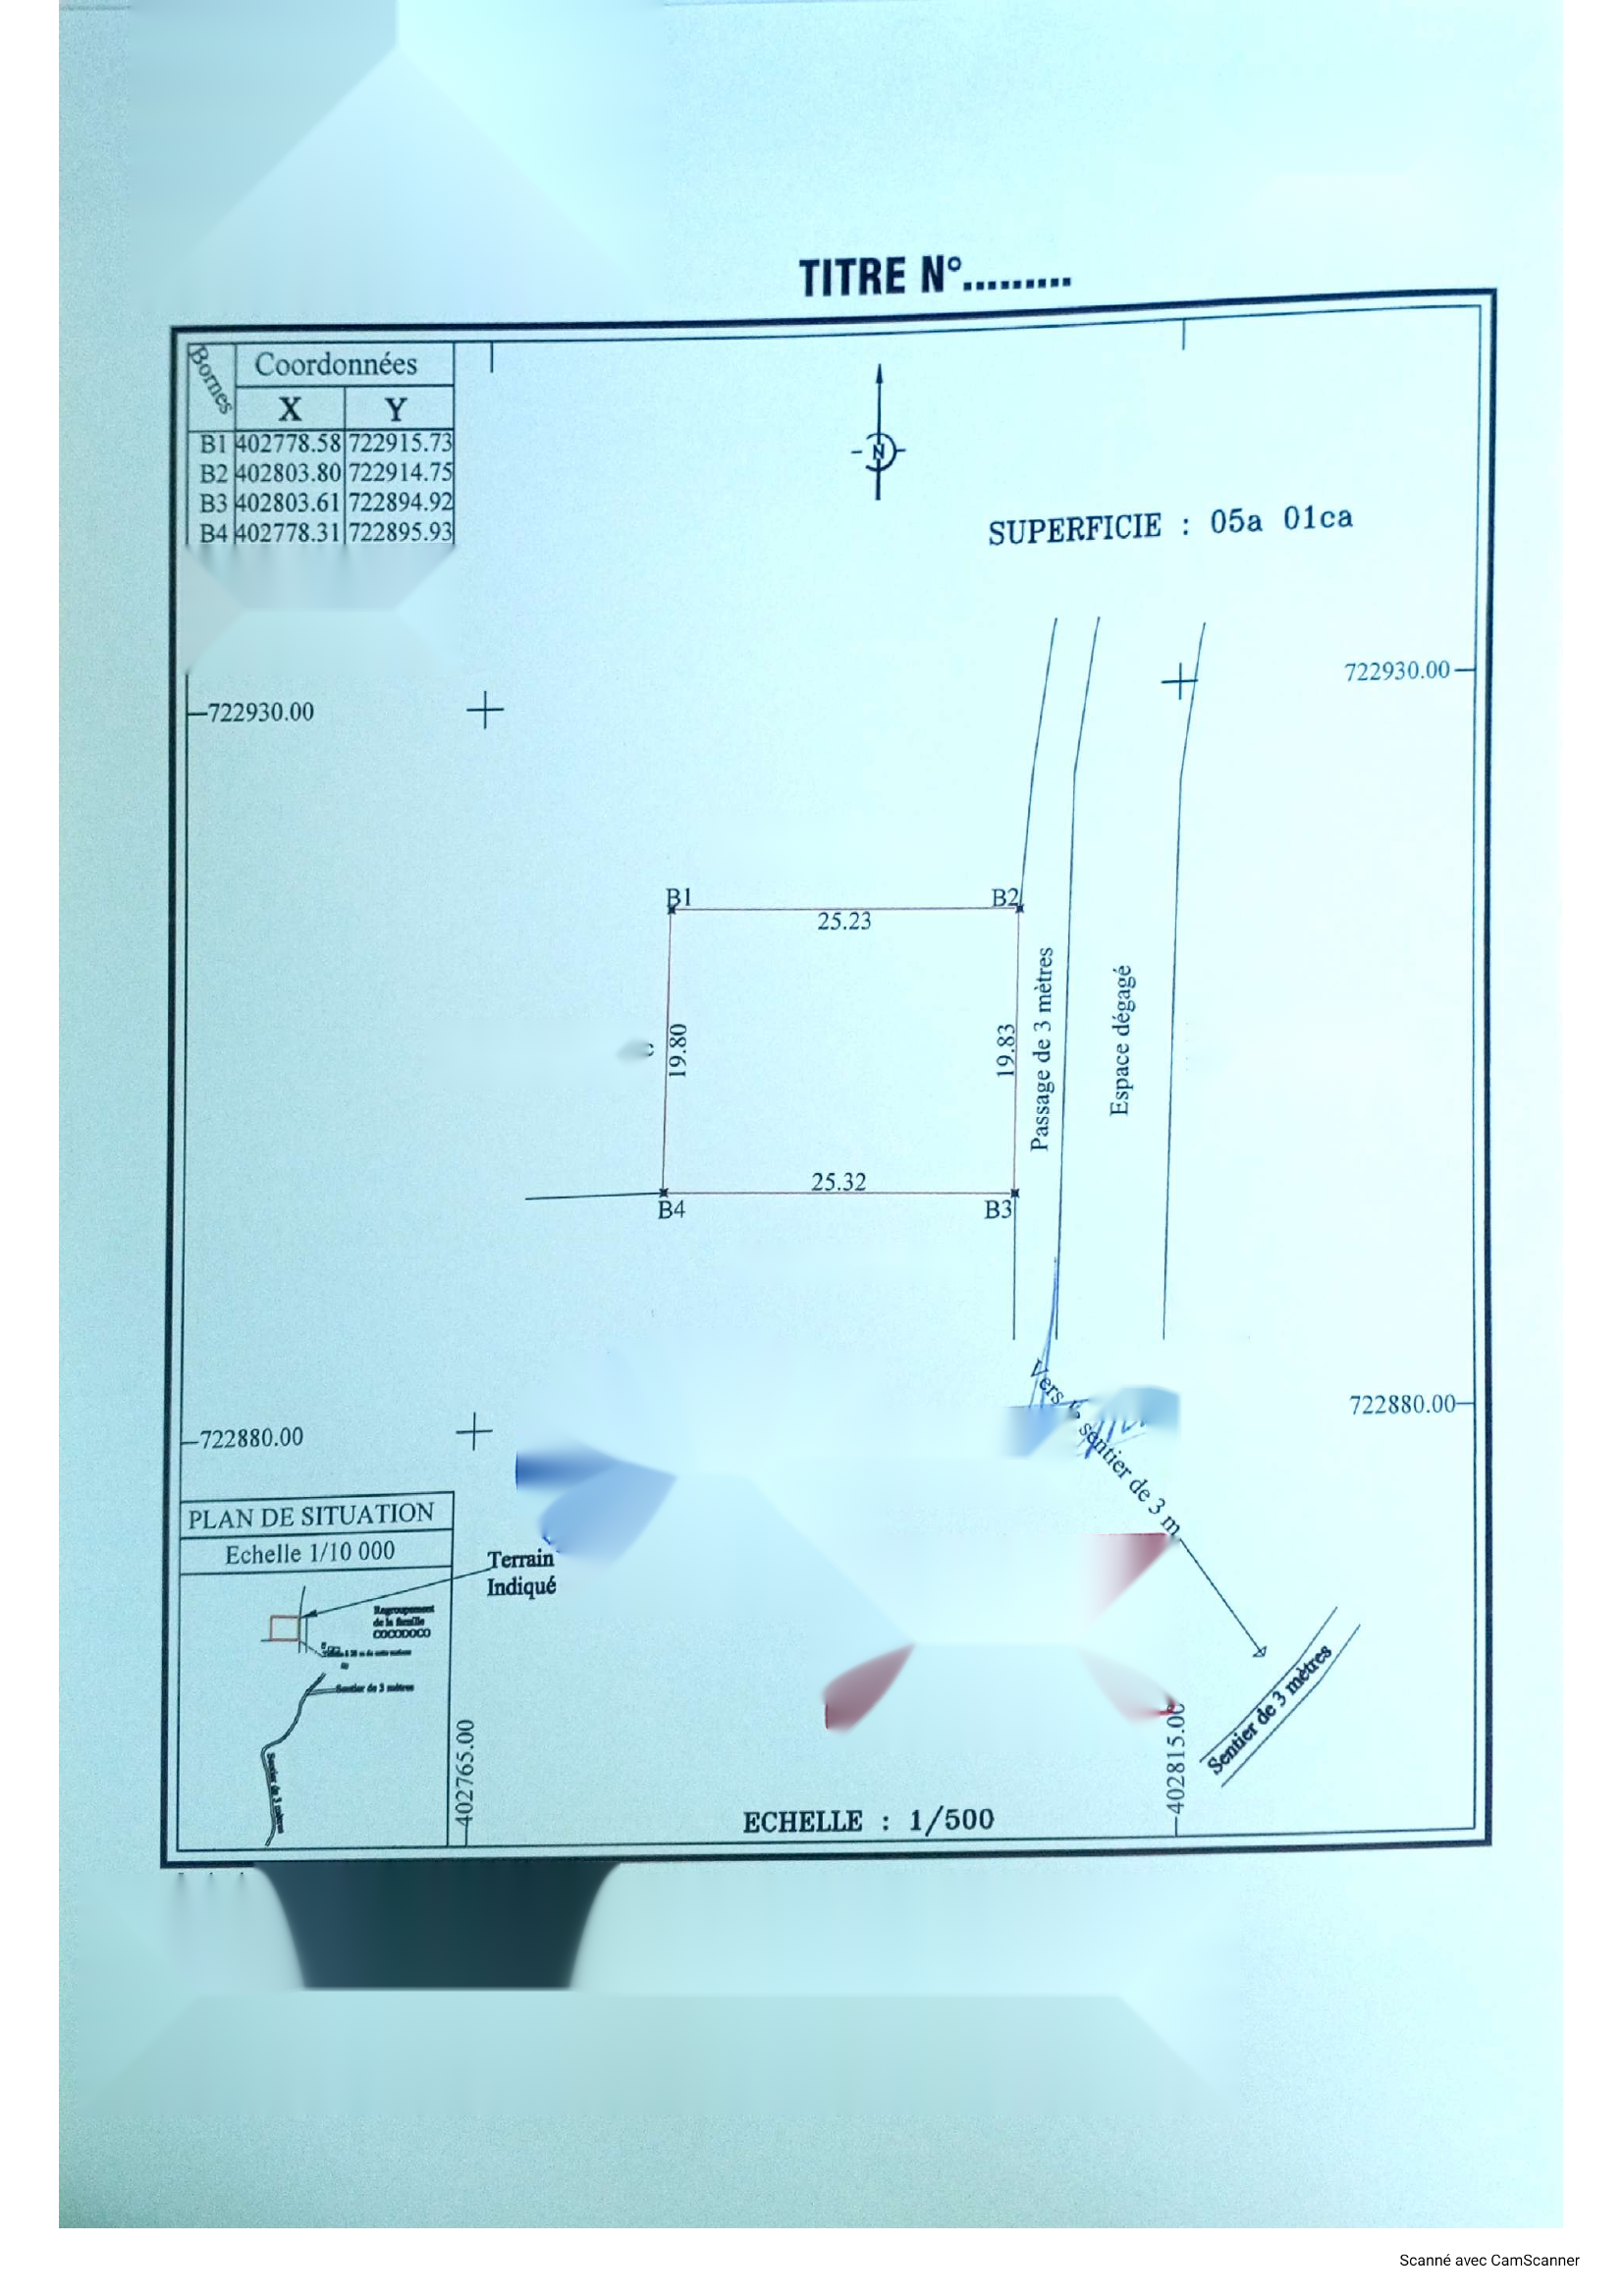 TITRE N°.........
Bornes
Coordonnées
X Y
B1 402778.58 722915.73
B2 402803.80 722914.75
B3 402803.61 722894.92
B4 402778.31 722895.93
N
SUPERFICIE : 05a 01ca
722930.00
722930.00
B1
B2
25.23
19.80
19.83
Passage de 3 mètres
Espace dégagé
25.32
B4
B3
Vers sentier de 3 m
722880.00
722880.00
PLAN DE SITUATION
Echelle 1/10 000
Terrain
Indiqué
Regroupement
de la famille
COCODOCO
Sentier de 3 mètres
Sentier de 3 mètres
402765.00
402815.00
Sentier de 3 mètres
ECHELLE : 1/500
Scanné avec CamScanner